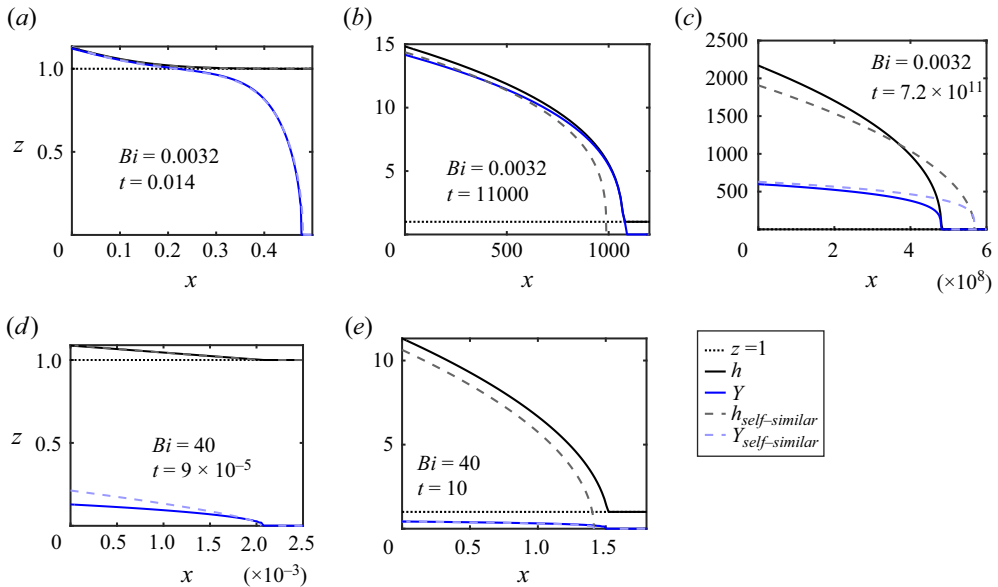 (a)
(b)
(c)
1.0
0.5
z
Bi = 0.0032
t = 0.014
0 0.1 0.2 0.3 0.4
x
15
10
5
Bi = 0.0032
t = 11000
0 500 1000
x
2500
2000
1500
1000
500
Bi = 0.0032
t = 7.2 × 10¹¹
0 2 4 6
x (×10⁸)
(d)
(e)
1.0
0.5
z
Bi = 40
t = 9 × 10⁻⁵
0 0.5 1.0 1.5 2.0 2.5
x (×10⁻³)
10
5
Bi = 40
t = 10
0 0.5 1.0 1.5
x
z =1
h
Y
h self–similar
Y self–similar